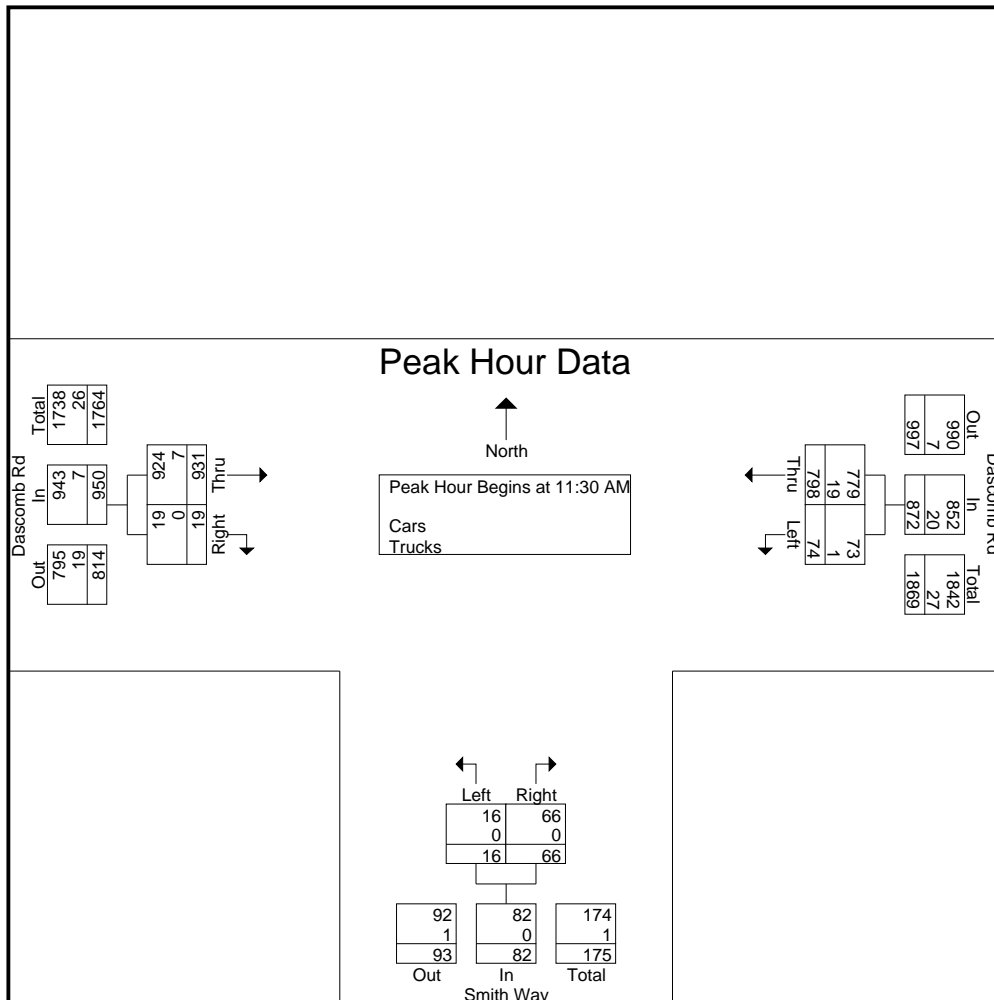 Peak Hour Data
North
Peak Hour Begins at 11:30 AM
Cars
Trucks
Dascomb Rd
Total
1738
26
1764
In
943
7
950
Out
795
19
814
Thru
924
7
931
Right
19
0
19
Thru
779
19
798
Left
73
1
74
Out
990
7
997
In
852
20
872
Total
1842
27
1869
Dascomb Rd
Left Right
16 66
0 0
16 66
92 82 174
1 0 1
93 82 175
Out In Total
Smith Way